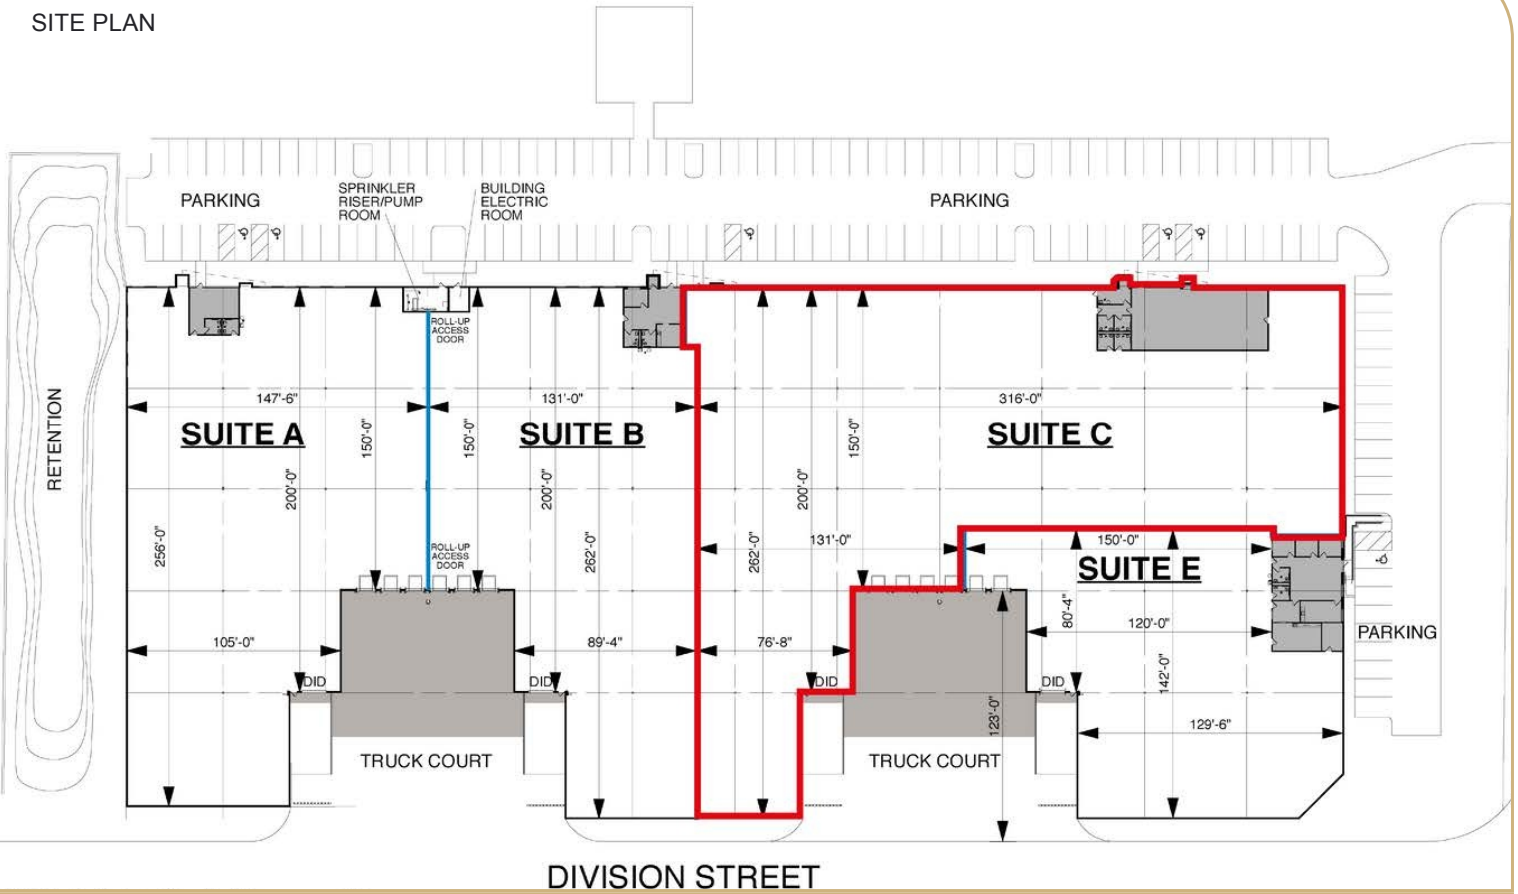 SITE PLAN
SPRINKLER
RISER/PUMP
ROOM
BUILDING
ELECTRIC
ROOM
PARKING
PARKING
ROLL-UP
ACCESS
DOOR
147'-6"
131'-0"
316'-0"
SUITE A
SUITE B
SUITE C
150'-0"
150'-0"
150'-0"
RETENTION
200'-0"
200'-0"
200'-0"
256'-0"
262'-0"
262'-0"
ROLL-UP
ACCESS
DOOR
131'-0"
150'-0"
SUITE E
80'-4"
120'-0"
PARKING
105'-0"
89'-4"
76'-8"
142'-0"
DID
DID
DID
DID
123'-0"
129'-6"
TRUCK COURT
TRUCK COURT
DIVISION STREET